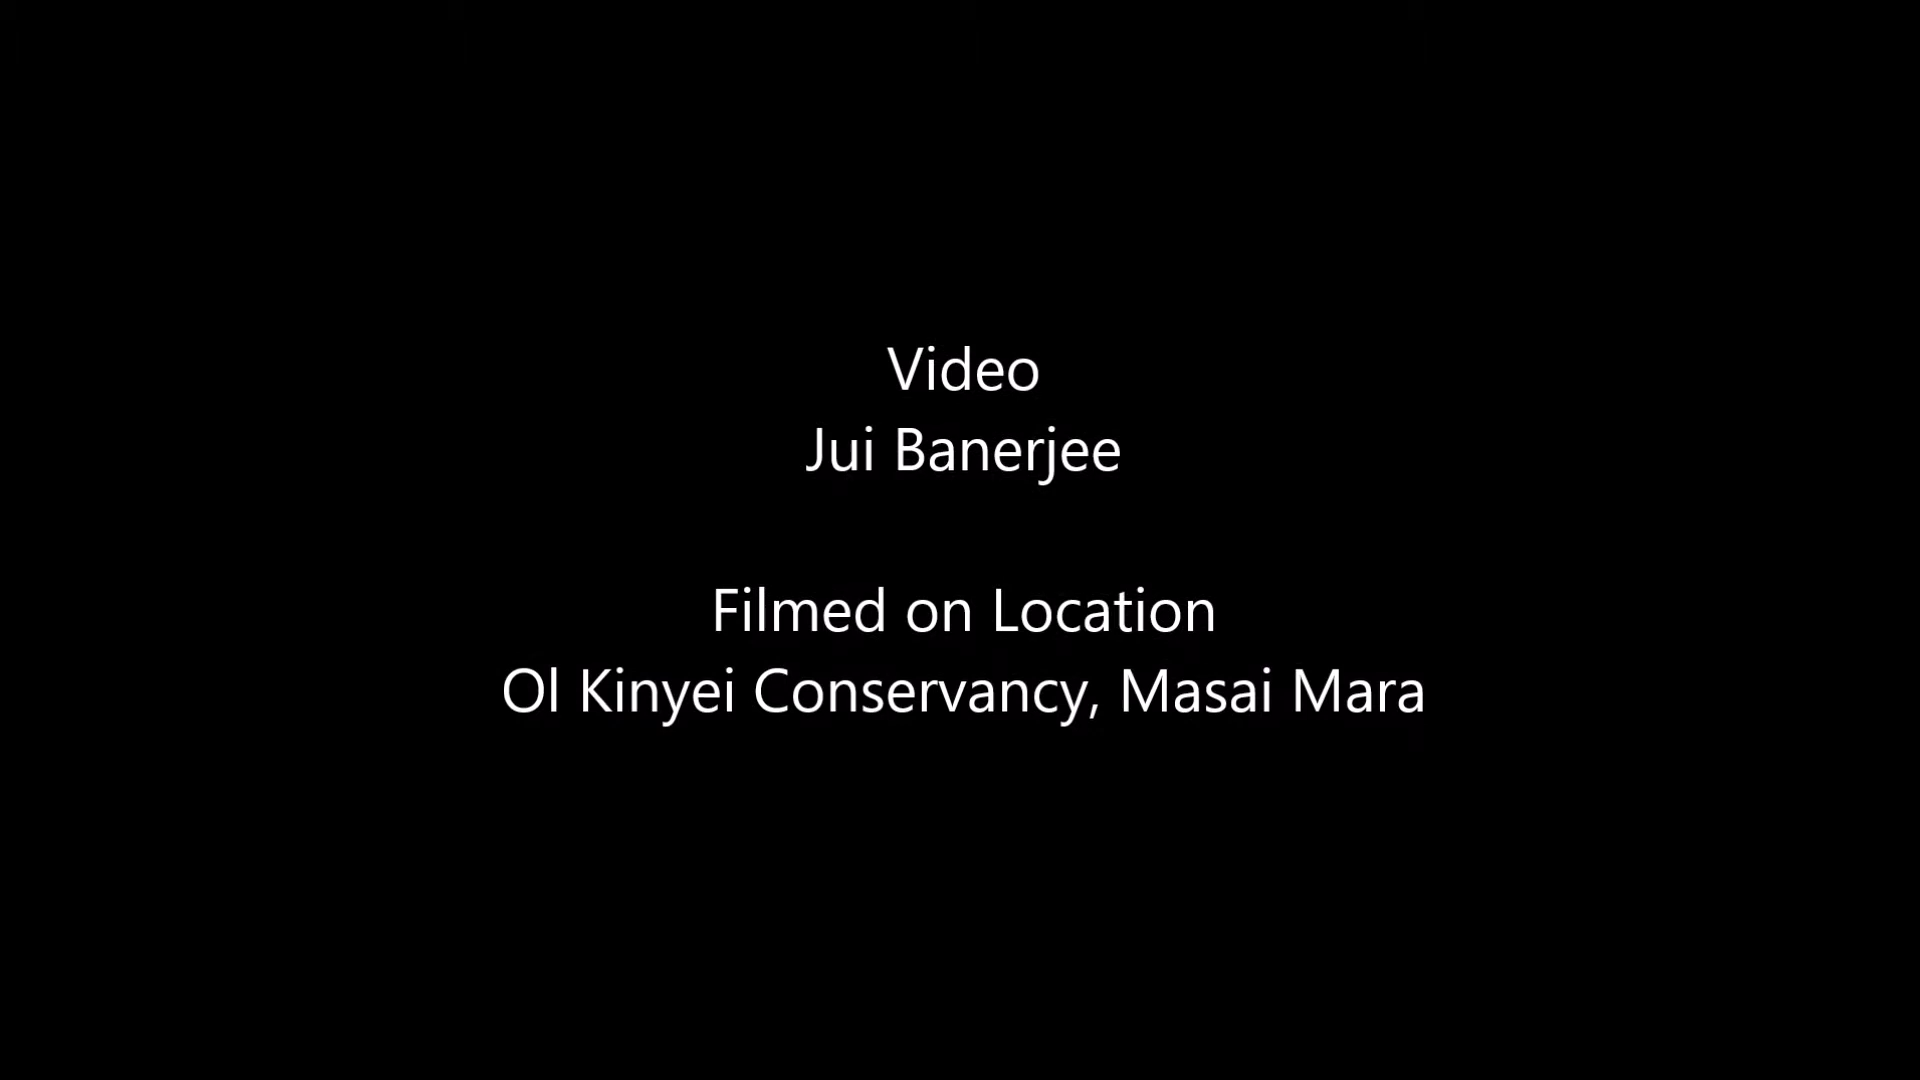 Video
Jui Banerjee
Filmed on Location
Ol Kinyei Conservancy, Masai Mara